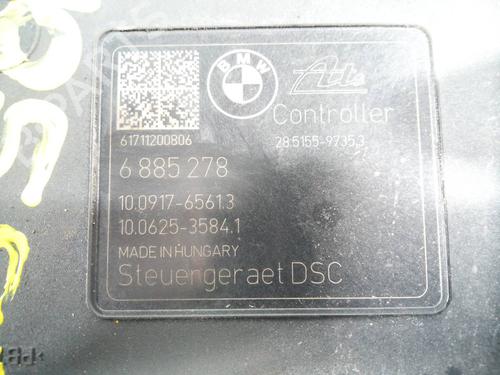 BMW
Ate
Controller
61711200806
28.5155-9735.3
6 885 278
10.0917-6561.3
10.0625-3584.1
MADE IN HUNGARY
Steuengeraet DSC